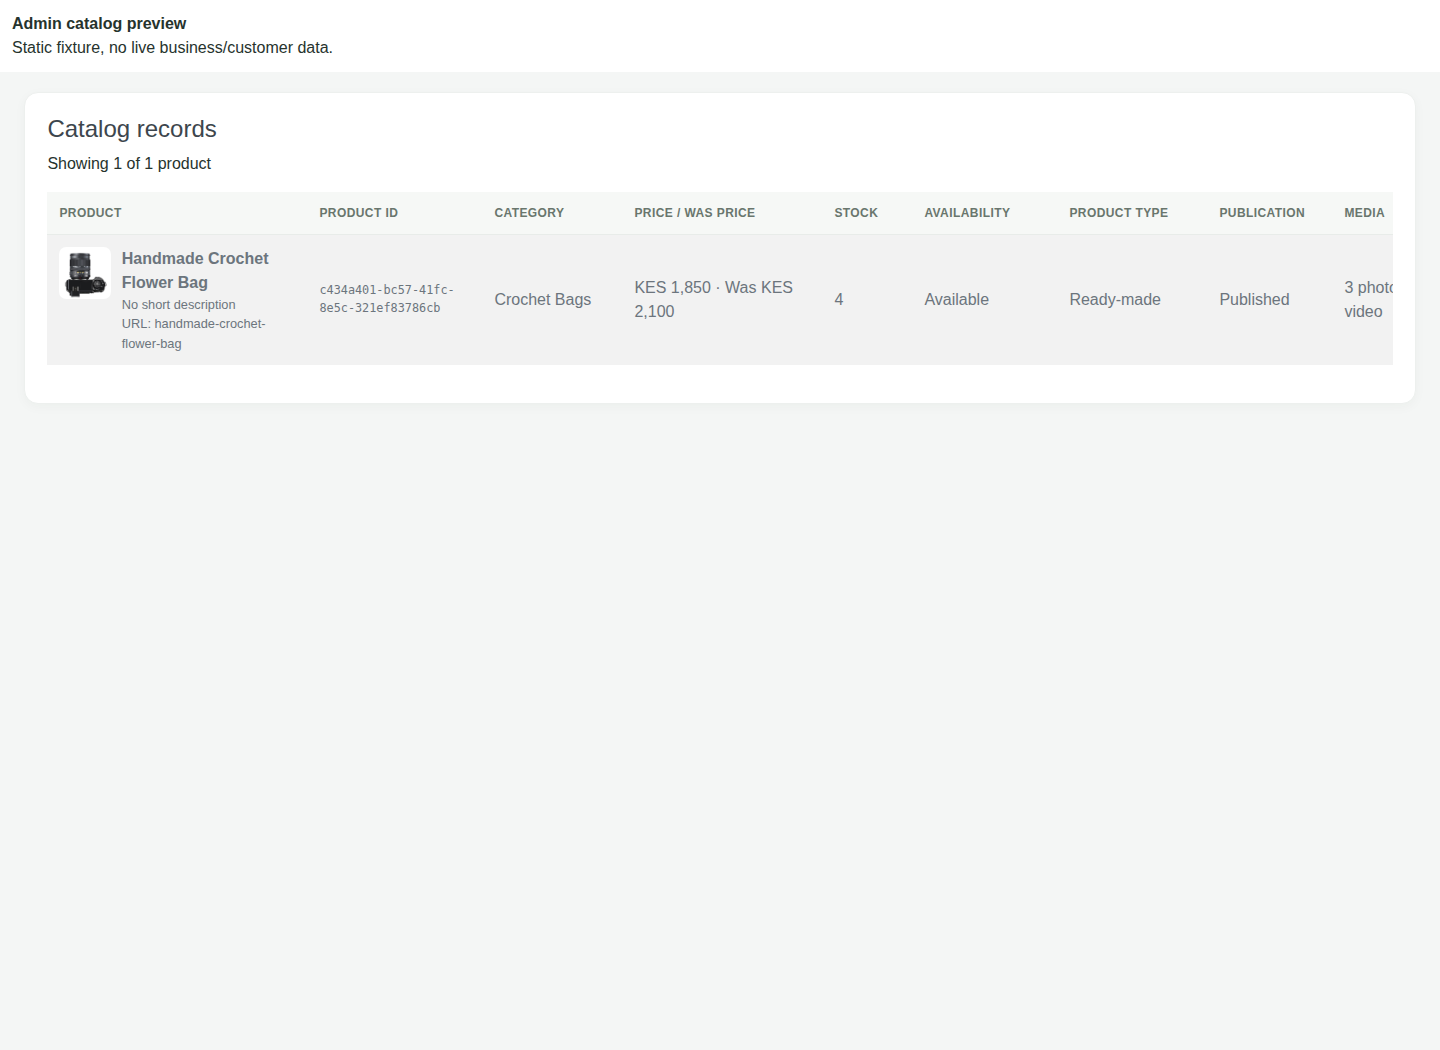 Admin catalog preview
Static fixture, no live business/customer data.
Catalog records
Showing 1 of 1 product
PRODUCT PRODUCT ID CATEGORY PRICE / WAS PRICE STOCK AVAILABILITY PRODUCT TYPE PUBLICATION MEDIA
Handmade Crochet
Flower Bag
No short description
URL: handmade-crochet-
flower-bag
c434a401-bc57-41fc-
8e5c-321ef83786cb
Crochet Bags
KES 1,850 · Was KES
2,100
4
Available
Ready-made
Published
3
video